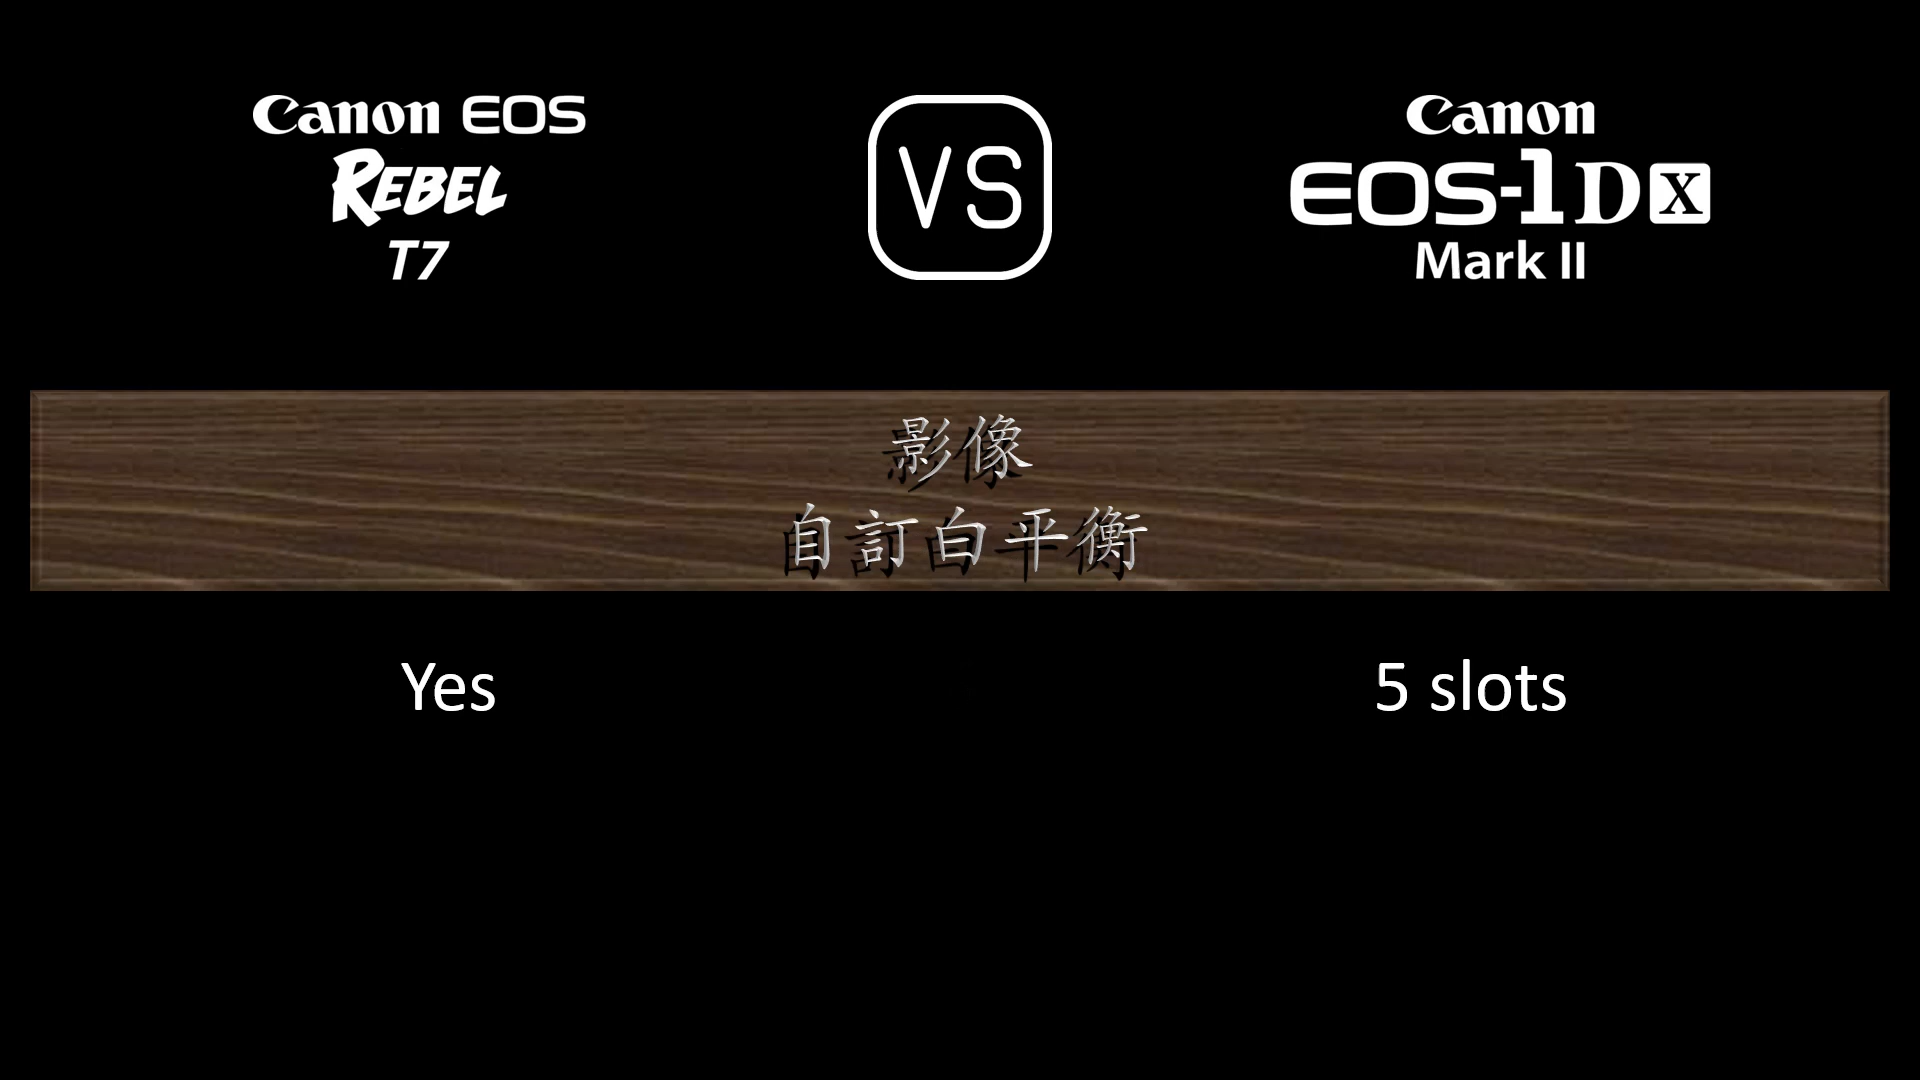 Canon EOS
REBEL
T7
VS
Canon
EOS-1DX
Mark II
影像
自訂白平衡
Yes
5 slots